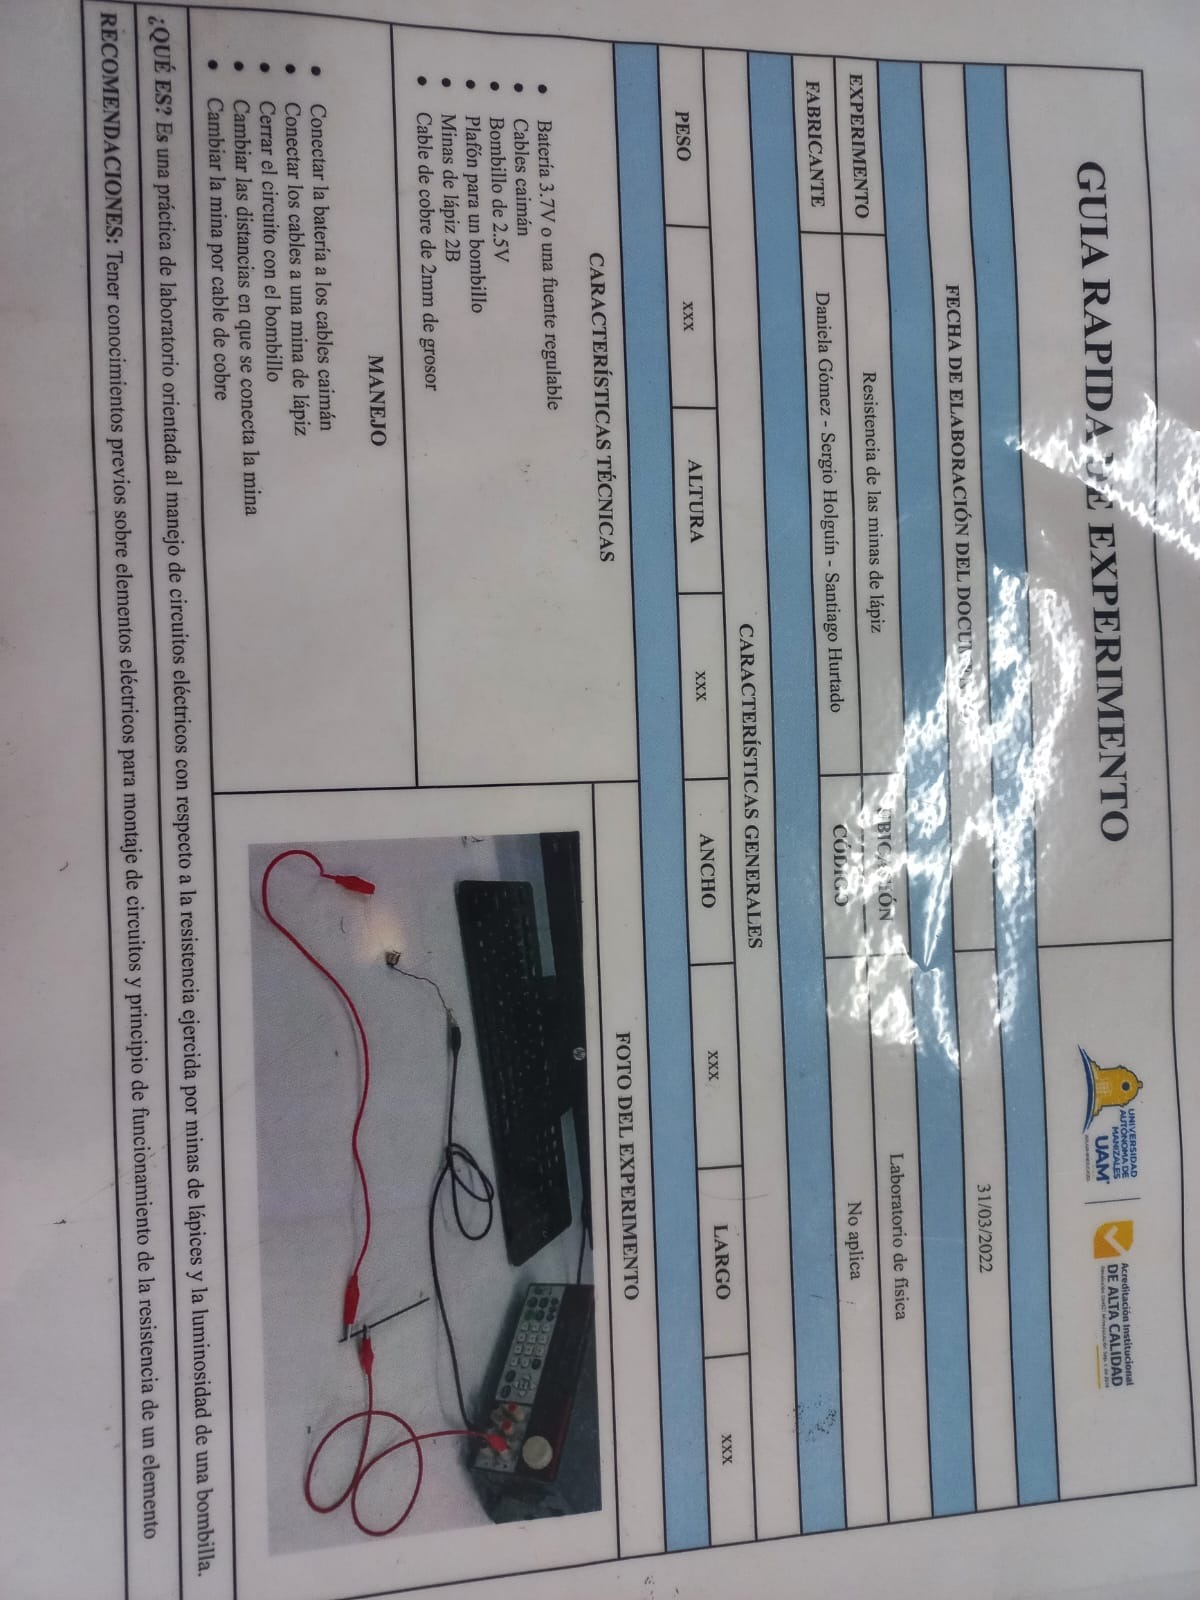 GUIA RAPIDA DE EXPERIMENTO
UNIVERSIDAD
AUTÓNOMA DE
MANIZALES
UAM
Acreditación Institucional
DE ALTA CALIDAD
FECHA DE ELABORACIÓN DEL DOCUMENTO
31/03/2022
EXPERIMENTO
Resistencia de las minas de lápiz
UBICACIÓN
Laboratorio de física
FABRICANTE
Daniela Gómez - Sergio Holguín - Santiago Hurtado
CÓDIGO
No aplica
CARACTERÍSTICAS GENERALES
PESO
xxx
ALTURA
xxx
ANCHO
xxx
LARGO
xxx
CARACTERÍSTICAS TÉCNICAS
• Batería 3.7V o una fuente regulable
• Cables caimán
• Bombillo de 2.5V
• Plafón para un bombillo
• Minas de lápiz 2B
• Cable de cobre de 2mm de grosor
MANEJO
• Conectar la batería a los cables caimán
• Conectar los cables a una mina de lápiz
• Cerrar el circuito con el bombillo
• Cambiar las distancias en que se conecta la mina
• Cambiar la mina por cable de cobre
FOTO DEL EXPERIMENTO
hp
¿QUÉ ES? Es una práctica de laboratorio orientada al manejo de circuitos eléctricos con respecto a la resistencia ejercida por minas de lápices y la luminosidad de una bombilla.
RECOMENDACIONES: Tener conocimientos previos sobre elementos eléctricos para montaje de circuitos y principio de funcionamiento de la resistencia de un elemento